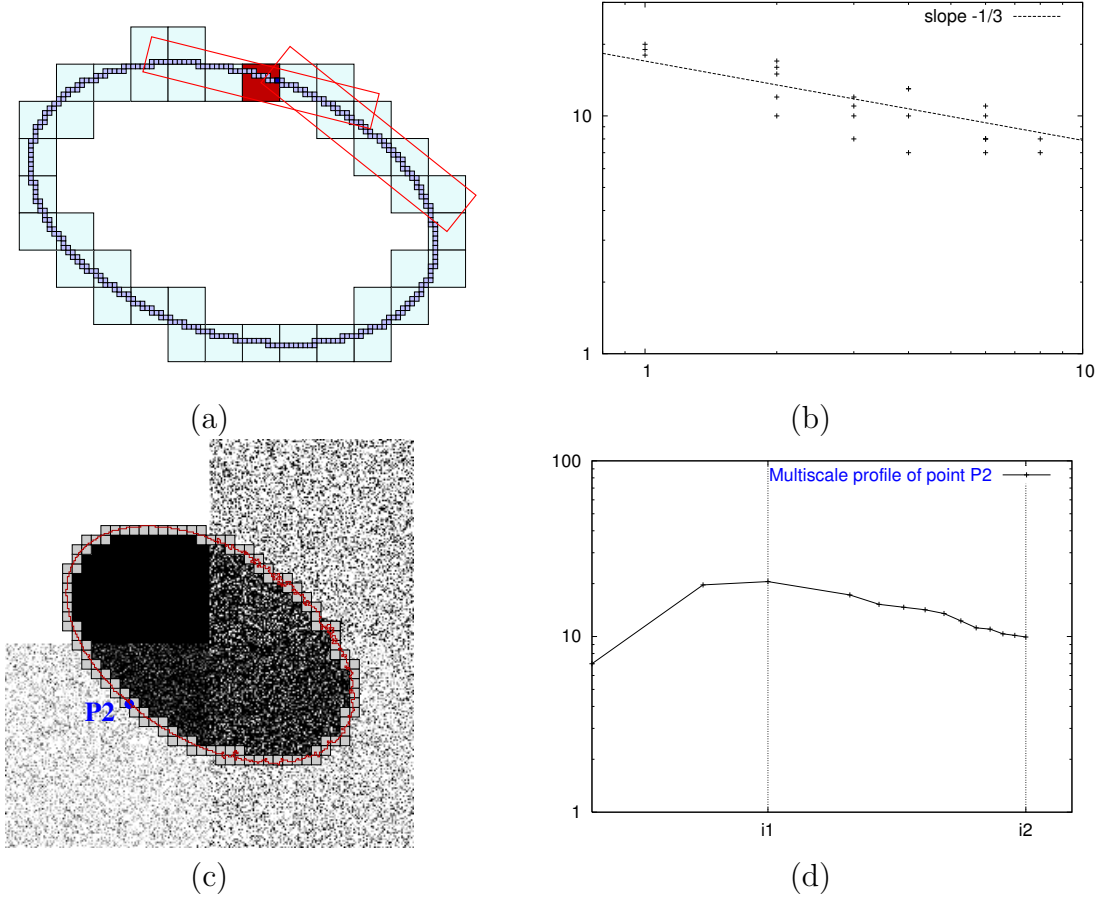 slope -1/3
10
1
1
10
(a)
(b)
P2
100
Multiscale profile of point P2
10
1
i1
i2
(c)
(d)